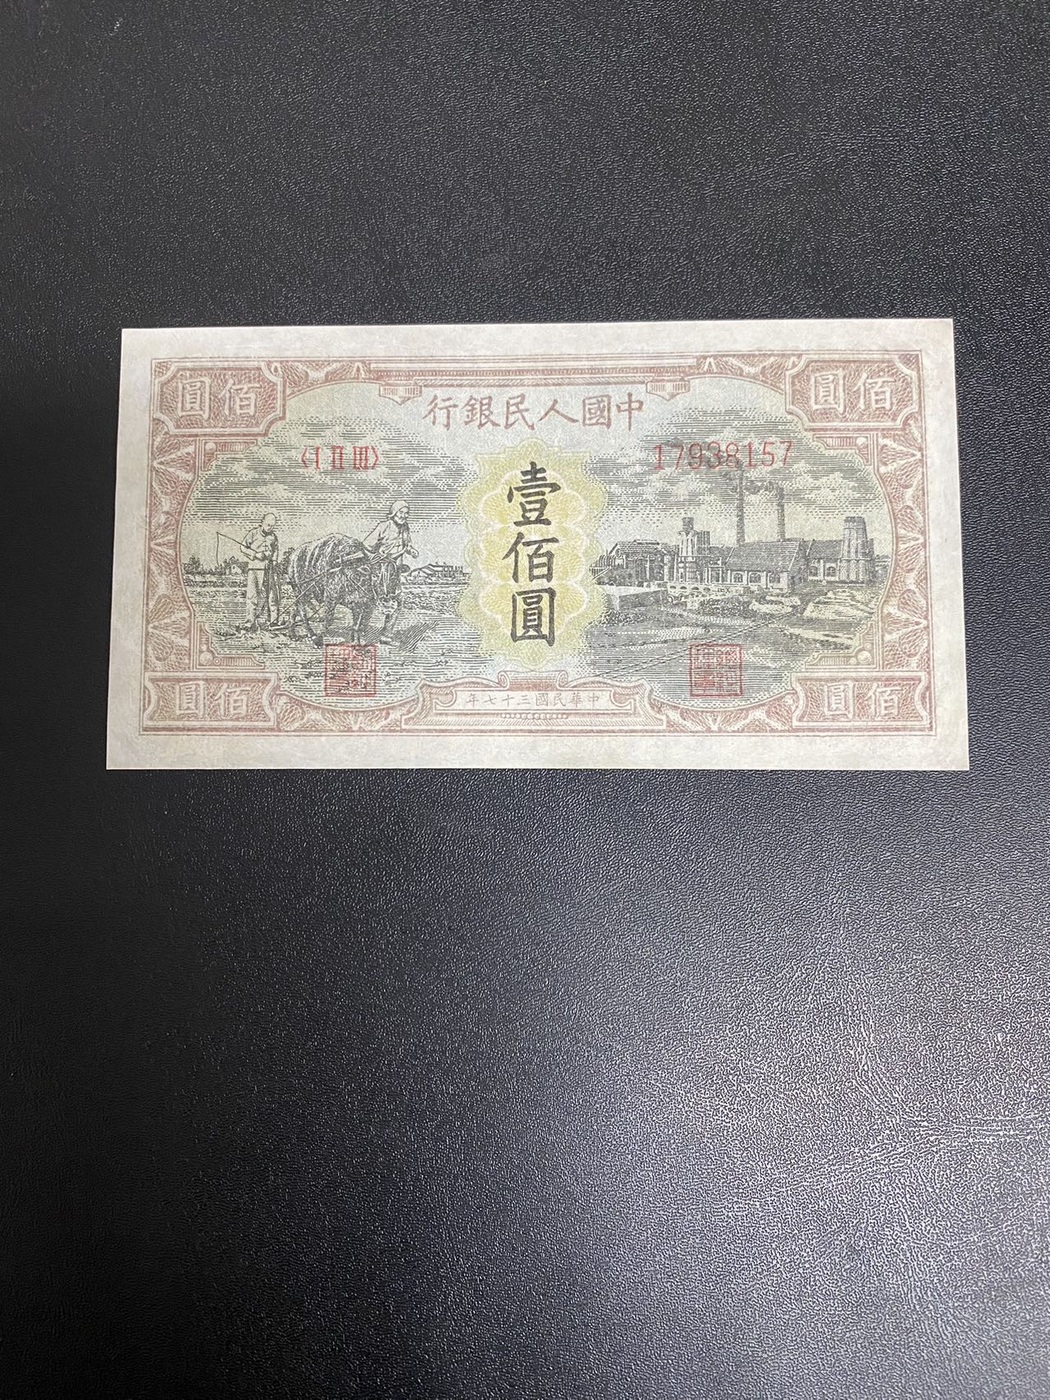 佰圓
中國人民銀行
佰圓
〈I II III〉
17938157
壹佰圓
佰圓
中華民國三十七年
佰圓